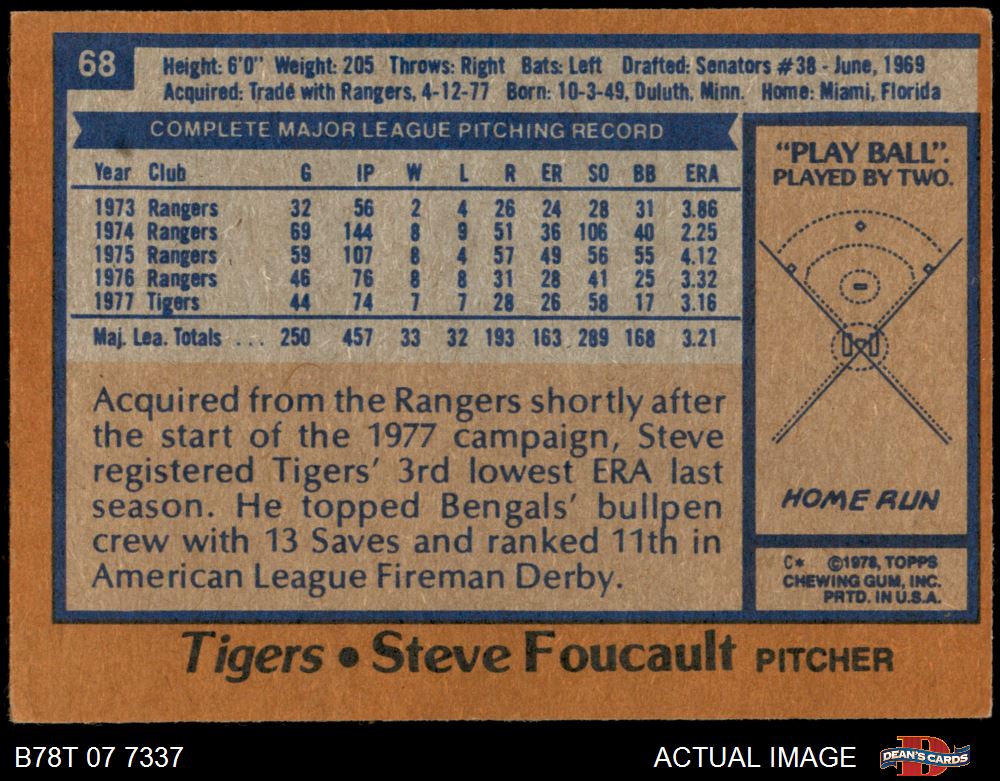 68
Height: 6'0" Weight: 205 Throws: Right Bats: Left Drafted: Senators #38 - June, 1969
Acquired: Trade with Rangers, 4-12-77 Born: 10-3-49, Duluth, Minn. Home: Miami, Florida
COMPLETE MAJOR LEAGUE PITCHING RECORD
Year Club G IP W L R ER SO BB ERA
1973 Rangers 32 56 2 4 26 24 28 31 3.86
1974 Rangers 69 144 8 9 51 36 106 40 2.25
1975 Rangers 59 107 8 4 57 49 56 55 4.12
1976 Rangers 46 76 8 8 31 28 41 25 3.32
1977 Tigers 44 74 7 7 28 26 58 17 3.16
Maj. Lea. Totals ... 250 457 33 32 193 163 289 168 3.21
Acquired from the Rangers shortly after
the start of the 1977 campaign, Steve
registered Tigers' 3rd lowest ERA last
season. He topped Bengals' bullpen
crew with 13 Saves and ranked 11th in
American League Fireman Derby.
"PLAY BALL".
PLAYED BY TWO.
HOME RUN
C* ©1978, TOPPS
CHEWING GUM, INC.
PRTD. IN U.S.A.
Tigers • Steve Foucault PITCHER
B78T 07 7337
ACTUAL IMAGE
D
DEAN'S CARDS